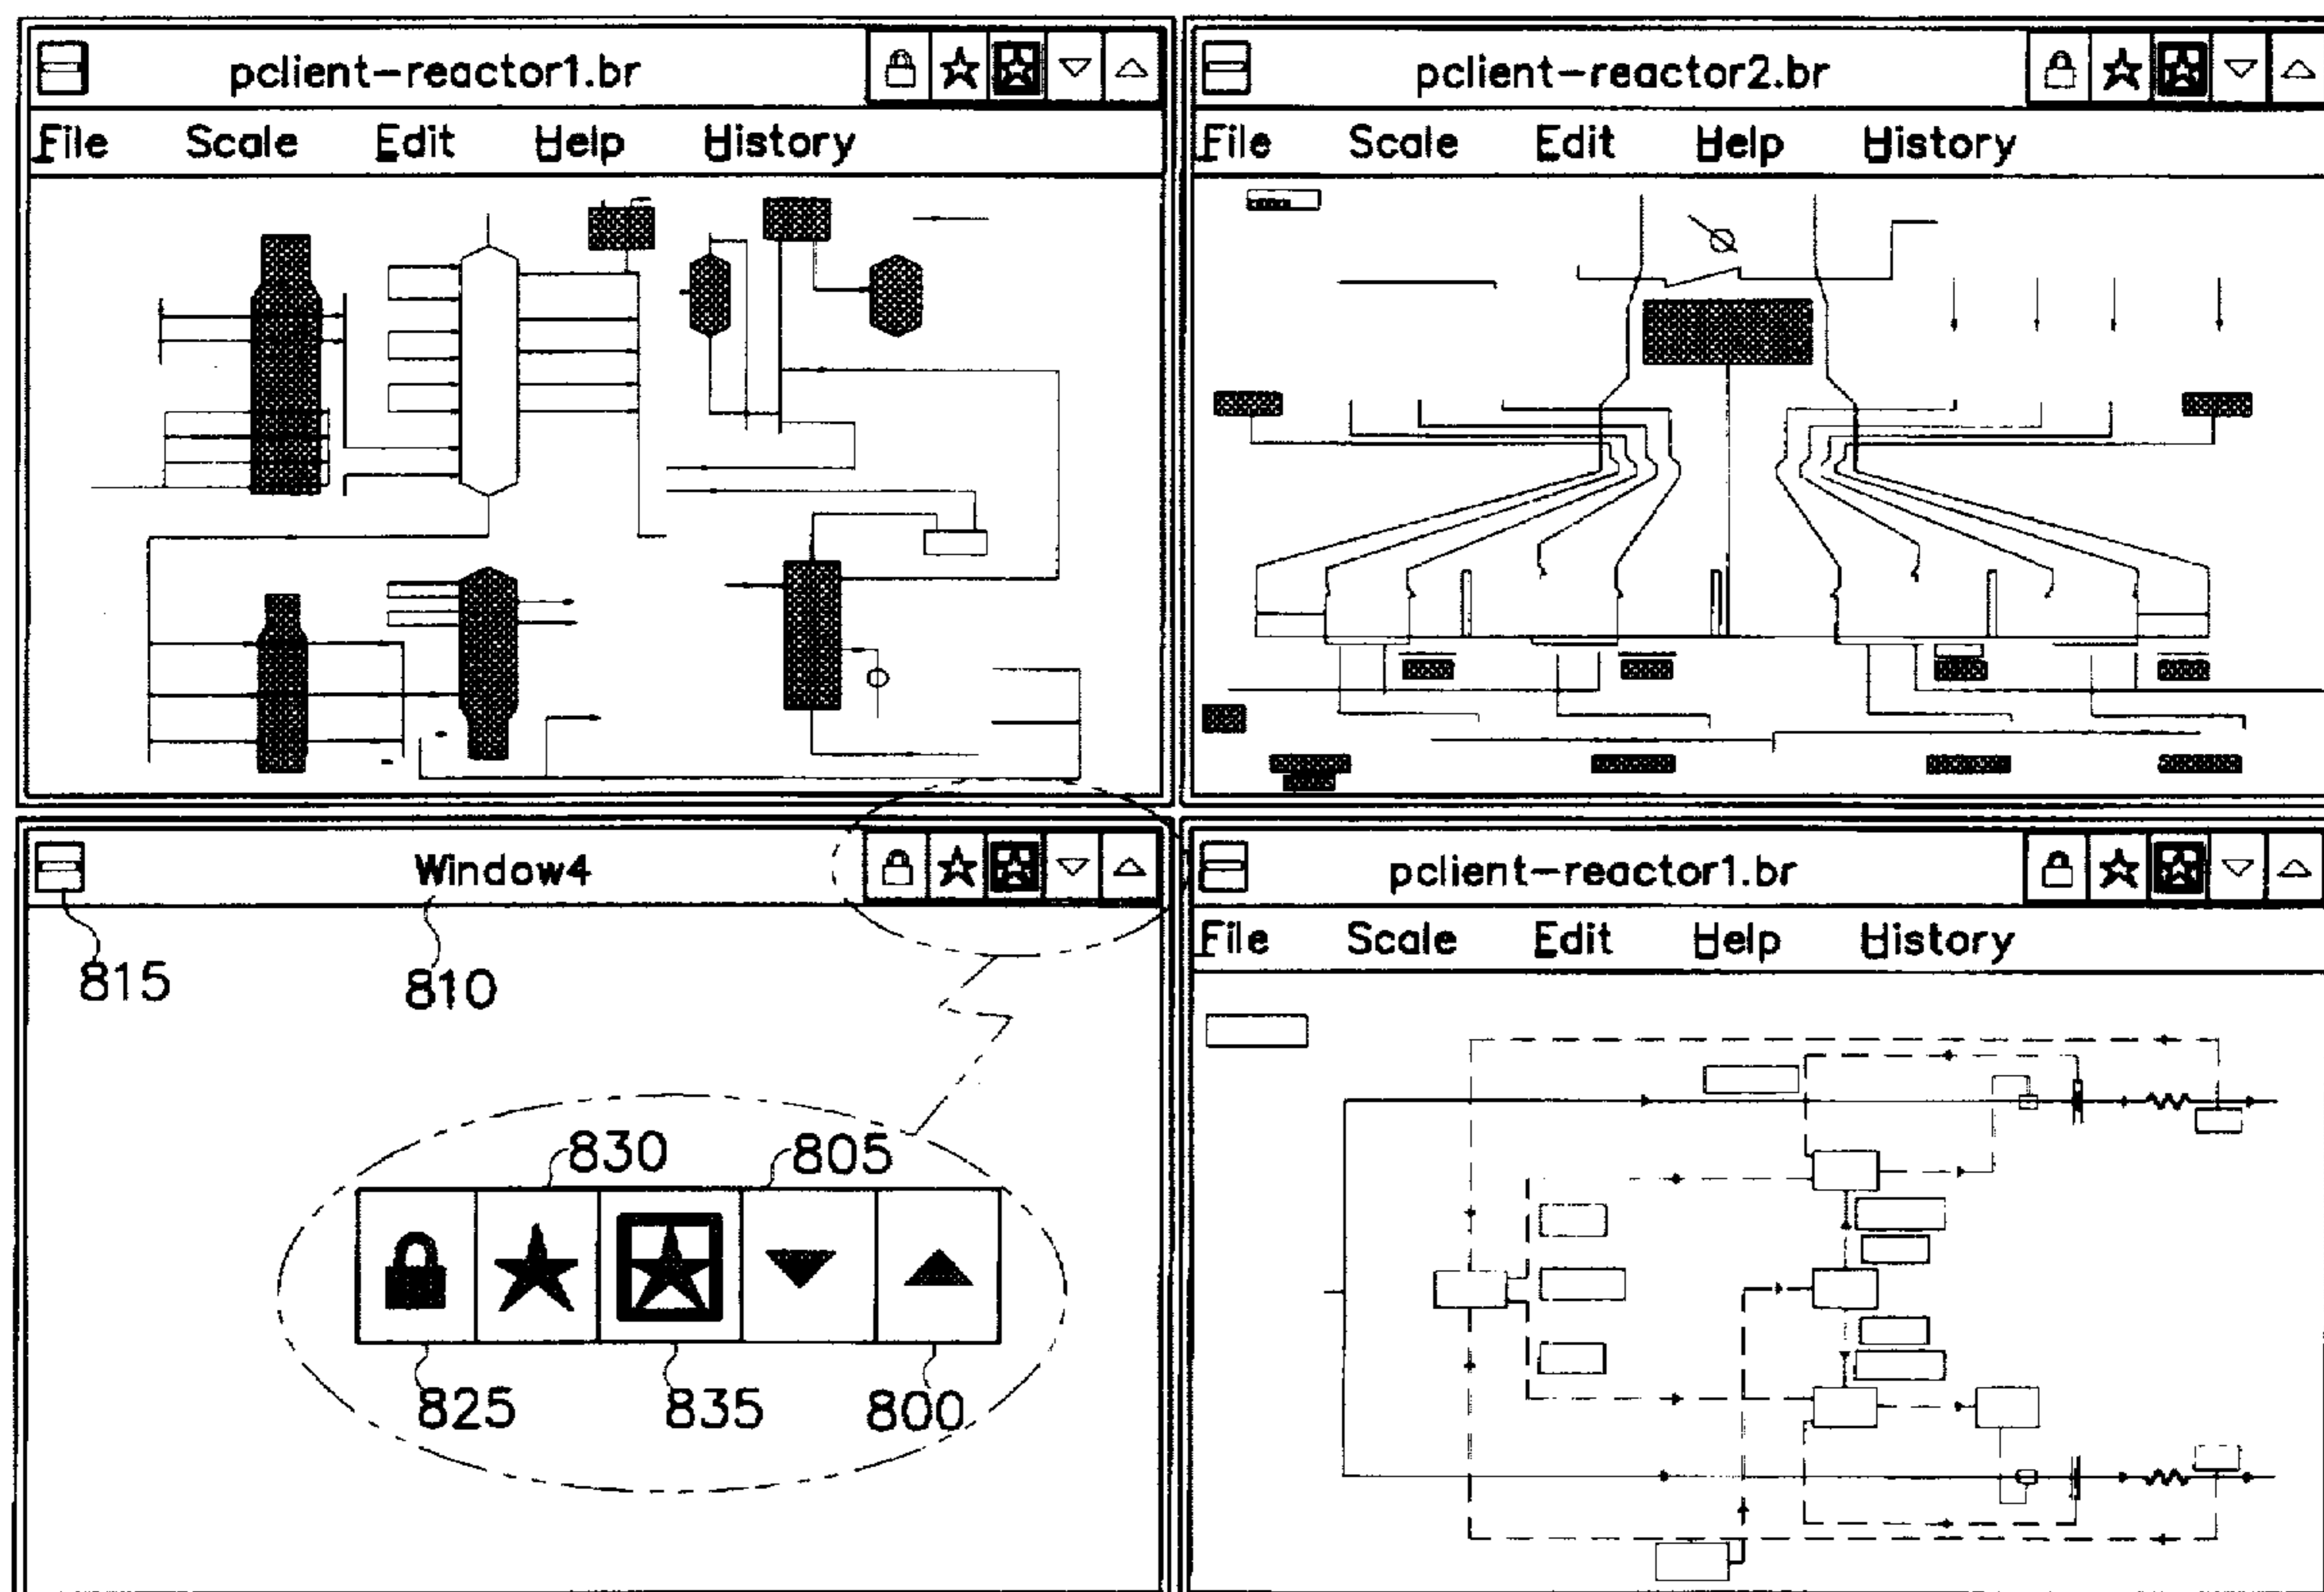 pclient-reactor1.br
File Scale Edit Help History
pclient-reactor2.br
File Scale Edit Help History
Window4
815
810
830
805
825
835
800
pclient-reactor1.br
File Scale Edit Help History